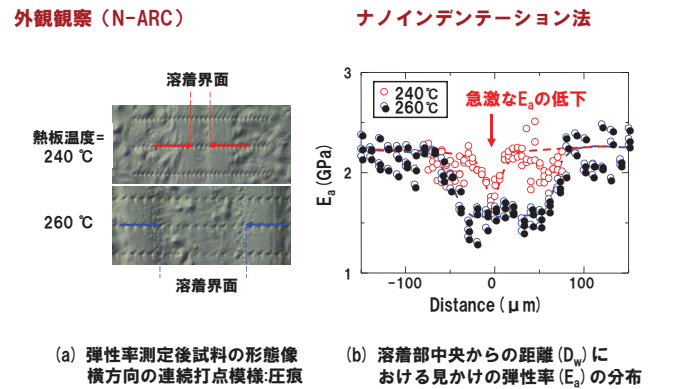 外観観察（N-ARC）
ナノインデンテーション法
溶着界面
熱板温度=
240 ℃
260 ℃
溶着界面
3
2
1
Ea (GPa)
240℃
260℃
急激なEaの低下
-100
0
100
Distance (μm)
(a) 弾性率測定後試料の形態像
横方向の連続打点模様:圧痕
(b) 溶着部中央からの距離(Dw)に
おける見かけの弾性率(Ea)の分布